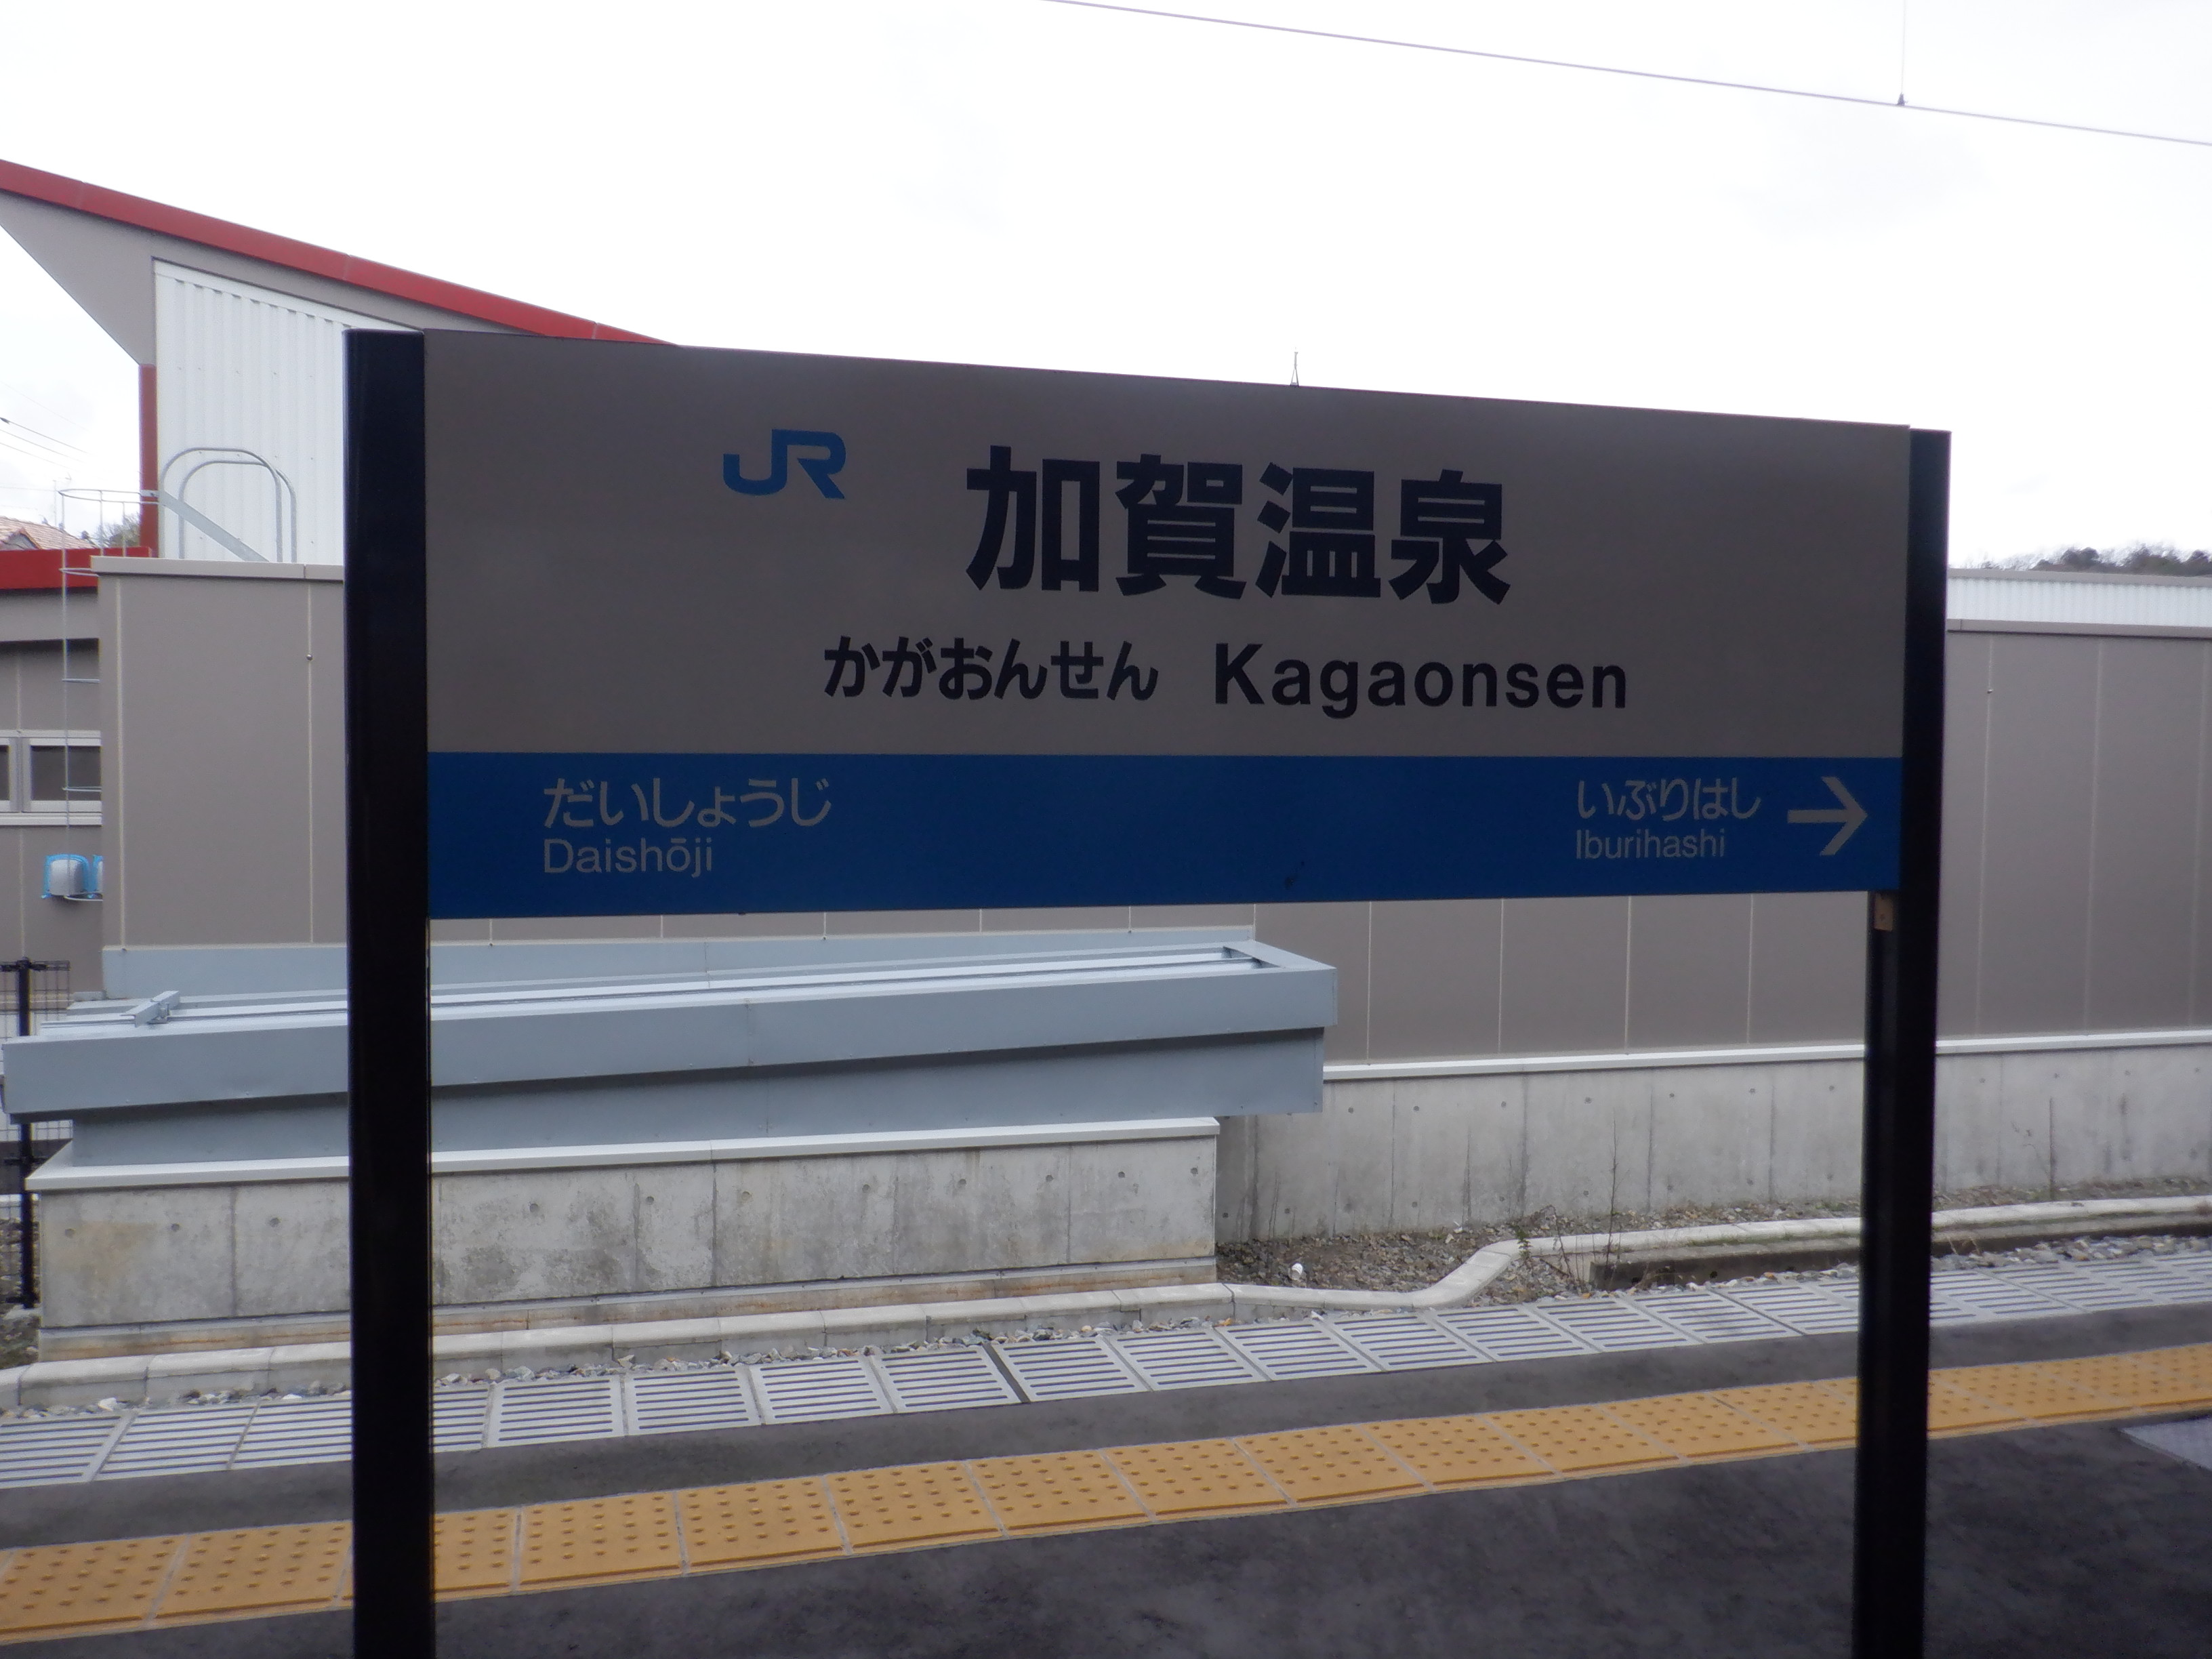 JR 加賀温泉
かがおんせん Kagaonsen
だいしょうじ
Daishōji
いぶりはし →
Iburihashi